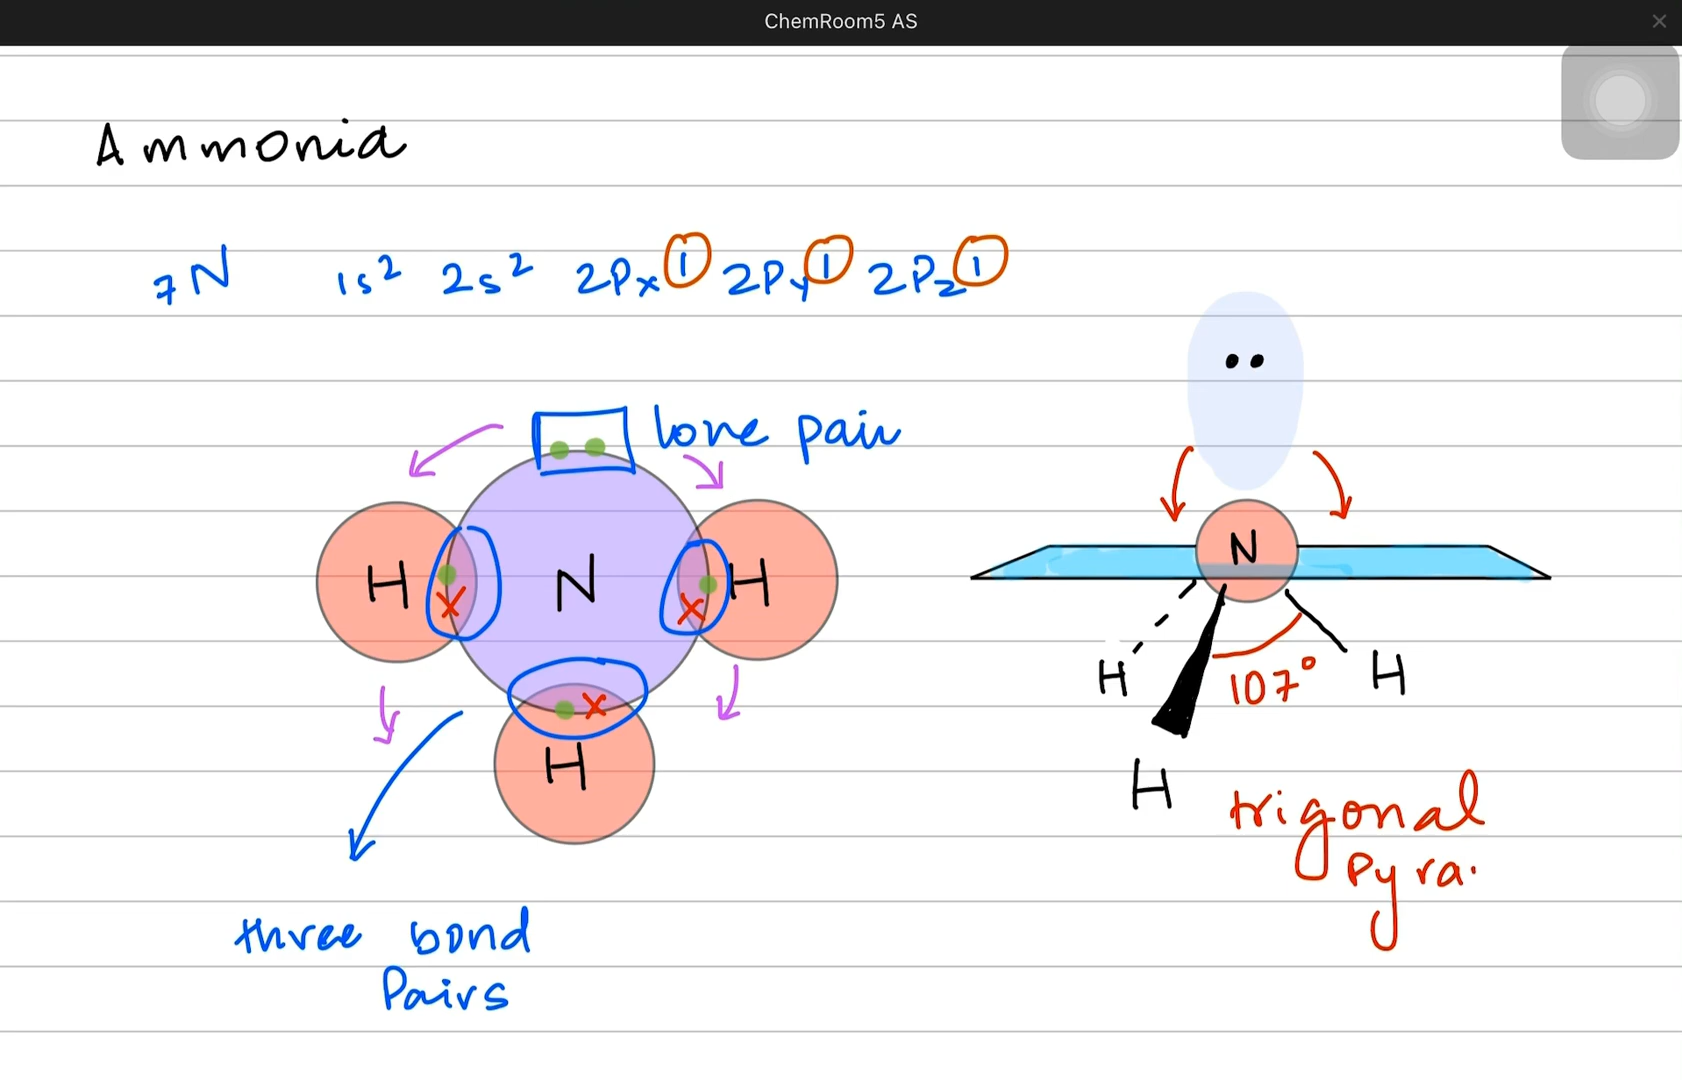 ChemRoom5 AS
Ammonia
₇N 1s² 2s² 2Px¹ 2Py¹ 2Pz¹
lone pair
H N H
x x
x
H
three bond
Pairs
N
H 107° H
H
trigonal
Pyra.